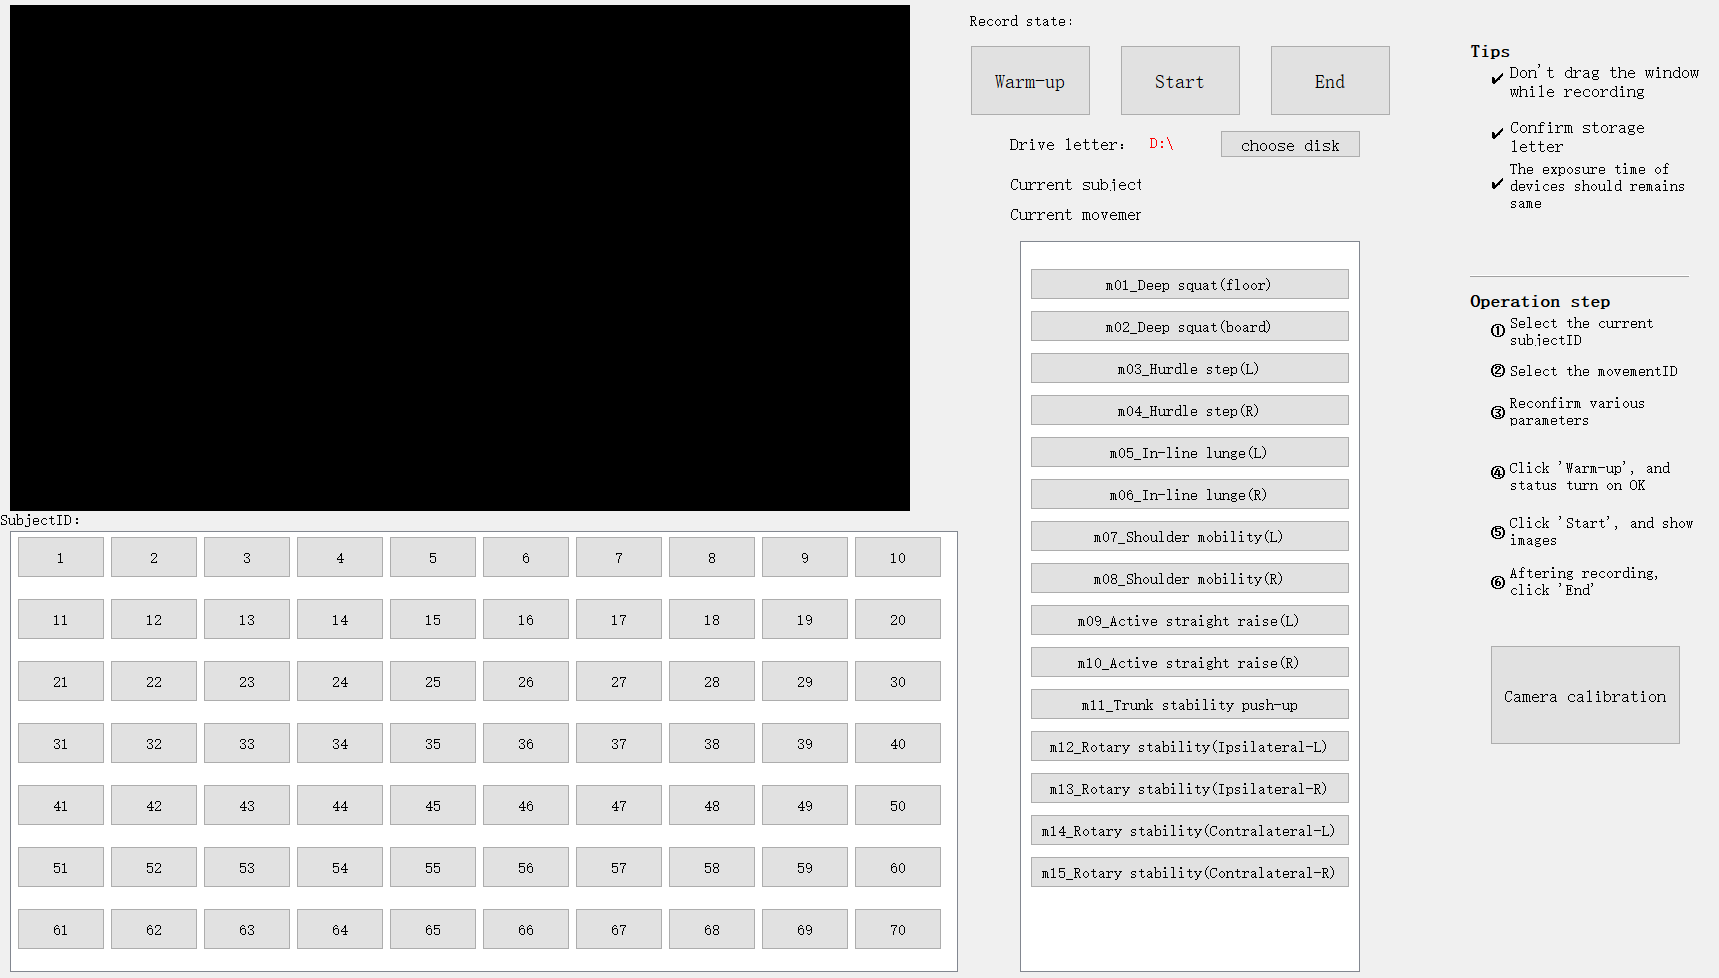 Record state:
Warm-up
Start
End
Drive letter: D:\
choose disk
Current subject
Current movemer
m01_Deep squat(floor)
m02_Deep squat(board)
m03_Hurdle step(L)
m04_Hurdle step(R)
m05_In-line lunge(L)
m06_In-line lunge(R)
m07_Shoulder mobility(L)
m08_Shoulder mobility(R)
m09_Active straight raise(L)
m10_Active straight raise(R)
m11_Trunk stability push-up
m12_Rotary stability(Ipsilateral-L)
m13_Rotary stability(Ipsilateral-R)
m14_Rotary stability(Contralateral-L)
m15_Rotary stability(Contralateral-R)
SubjectID:
1 2 3 4 5 6 7 8 9 10
11 12 13 14 15 16 17 18 19 20
21 22 23 24 25 26 27 28 29 30
31 32 33 34 35 36 37 38 39 40
41 42 43 44 45 46 47 48 49 50
51 52 53 54 55 56 57 58 59 60
61 62 63 64 65 66 67 68 69 70
Tips
✔ Don't drag the window
while recording
✔ Confirm storage
letter
✔ The exposure time of
devices should remains
same
Operation step
① Select the current
subjectID
② Select the movementID
③ Reconfirm various
parameters
④ Click 'Warm-up', and
status turn on OK
⑤ Click 'Start', and show
images
⑥ Aftering recording,
click 'End'
Camera calibration